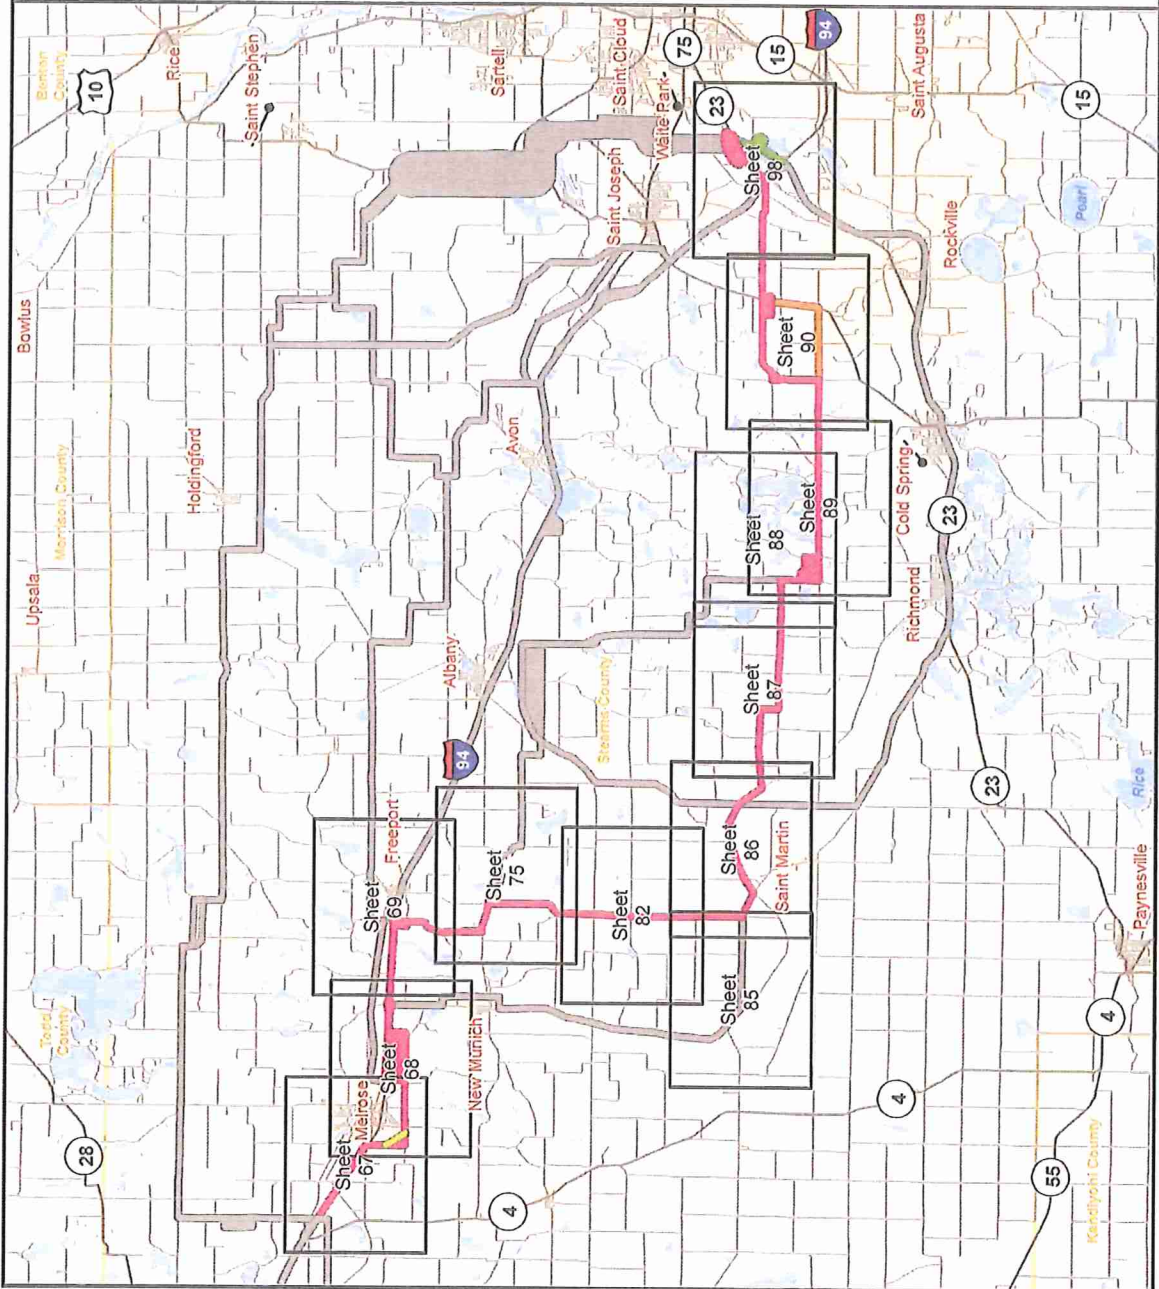 Todd
County
Upsala
Morrison County
Bowlus
Benton
County
28
10
Rice
Holdingford
Saint Stephen
Sheet
67
Melrose
Sheet
68
Sheet
69
Freeport
Albany
94
New Munich
Sheet
75
Avon
Sartell
4
Stearns County
Saint Joseph
Saint Cloud
Sheet
82
Waite Park
75
Sheet
85
Sheet
86
Sheet
87
Sheet
88
Sheet
98
23
Saint Martin
Sheet
89
Sheet
90
15
94
4
Richmond
Cold Spring
Saint Augusta
23
Rockville
23
55
Kandiyohi County
4
Pearl
15
Paynesville
Rice